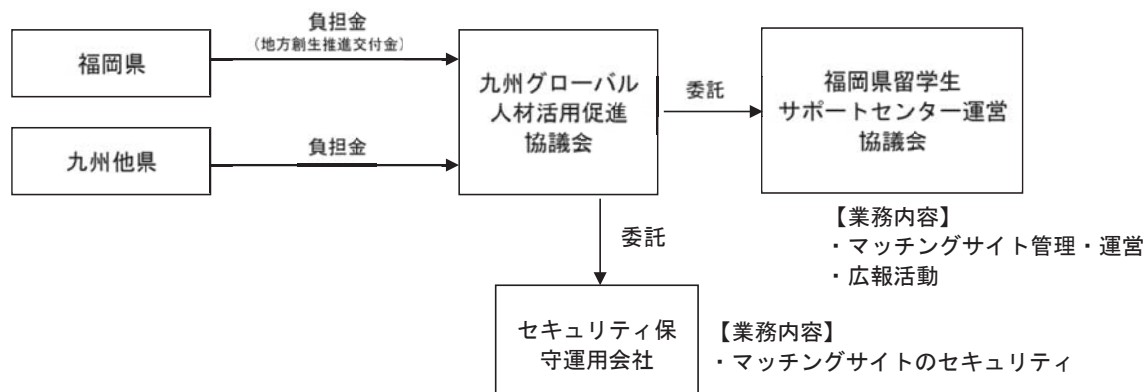 負担金
（地方創生推進交付金）
福岡県
九州他県
負担金
九州グローバル
人材活用促進
協議会
委託
福岡県留学生
サポートセンター運営
協議会
【業務内容】
・マッチングサイト管理・運営
・広報活動
委託
セキュリティ保
守運用会社
【業務内容】
・マッチングサイトのセキュリティ